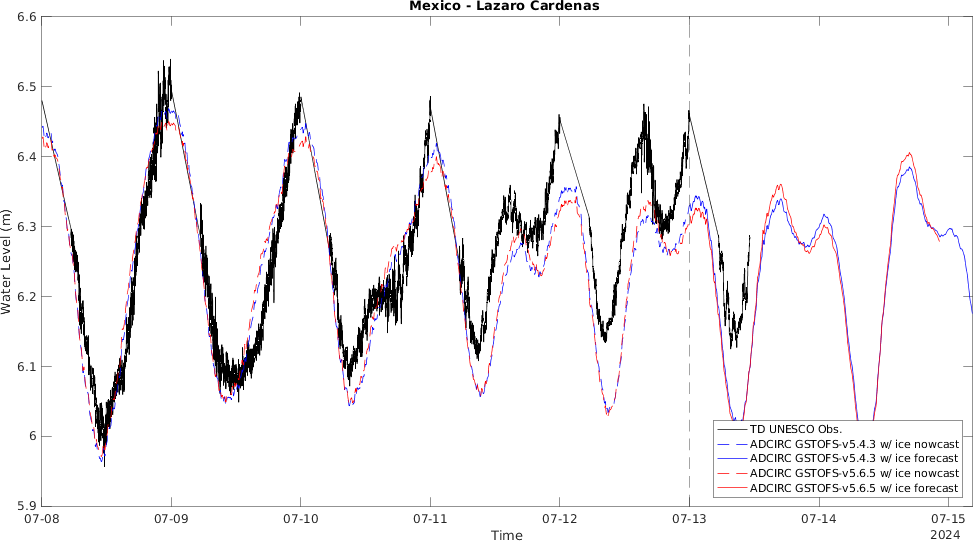 Mexico - Lazaro Cardenas
6.6
6.5
6.4
6.3
6.2
6.1
6
5.9
Water Level (m)
TD UNESCO Obs.
ADCIRC GSTOFS-v5.4.3 w/ ice nowcast
ADCIRC GSTOFS-v5.4.3 w/ ice forecast
ADCIRC GSTOFS-v5.6.5 w/ ice nowcast
ADCIRC GSTOFS-v5.6.5 w/ ice forecast
07-08 07-09 07-10 07-11 07-12 07-13 07-14 07-15
Time
2024